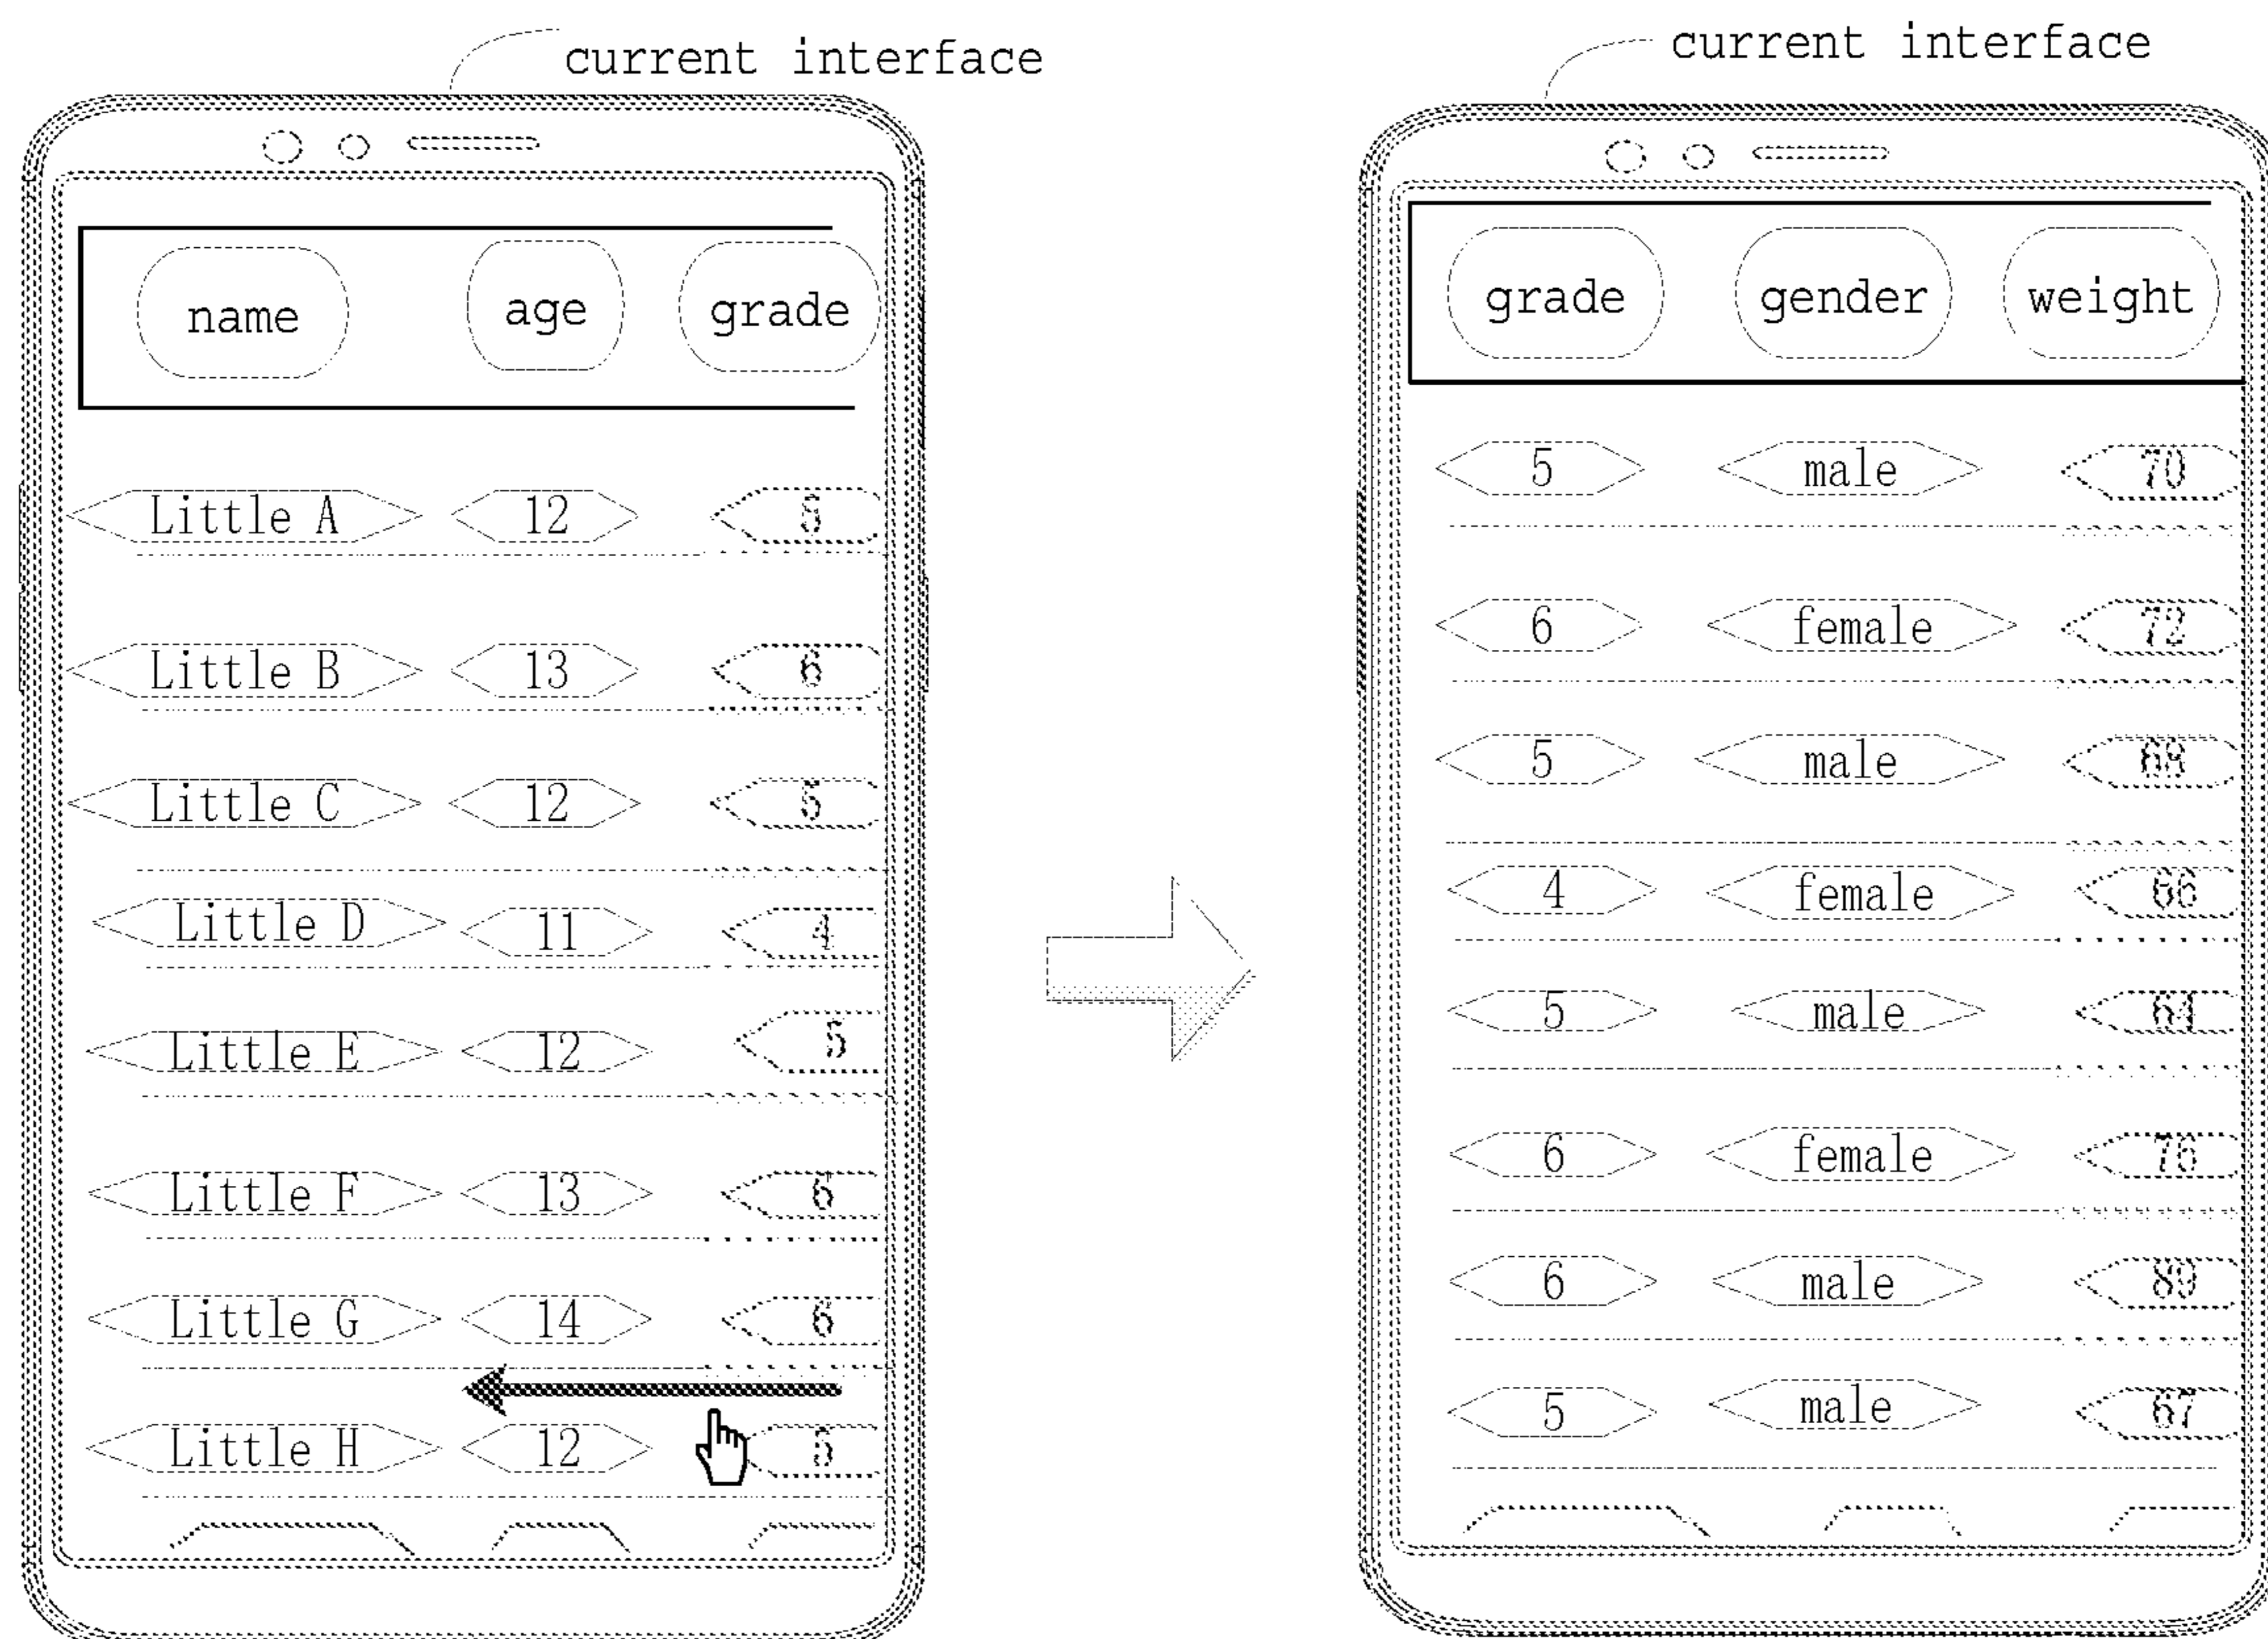 current interface
name age grade
Little A 12 5
Little B 13 6
Little C 12 5
Little D 11 4
Little E 12 5
Little F 13 6
Little G 14 6
Little H 12 5
current interface
grade gender weight
5 male 70
6 female 72
5 male 68
4 female 66
5 male 64
6 female
6 male 89
5 male 67